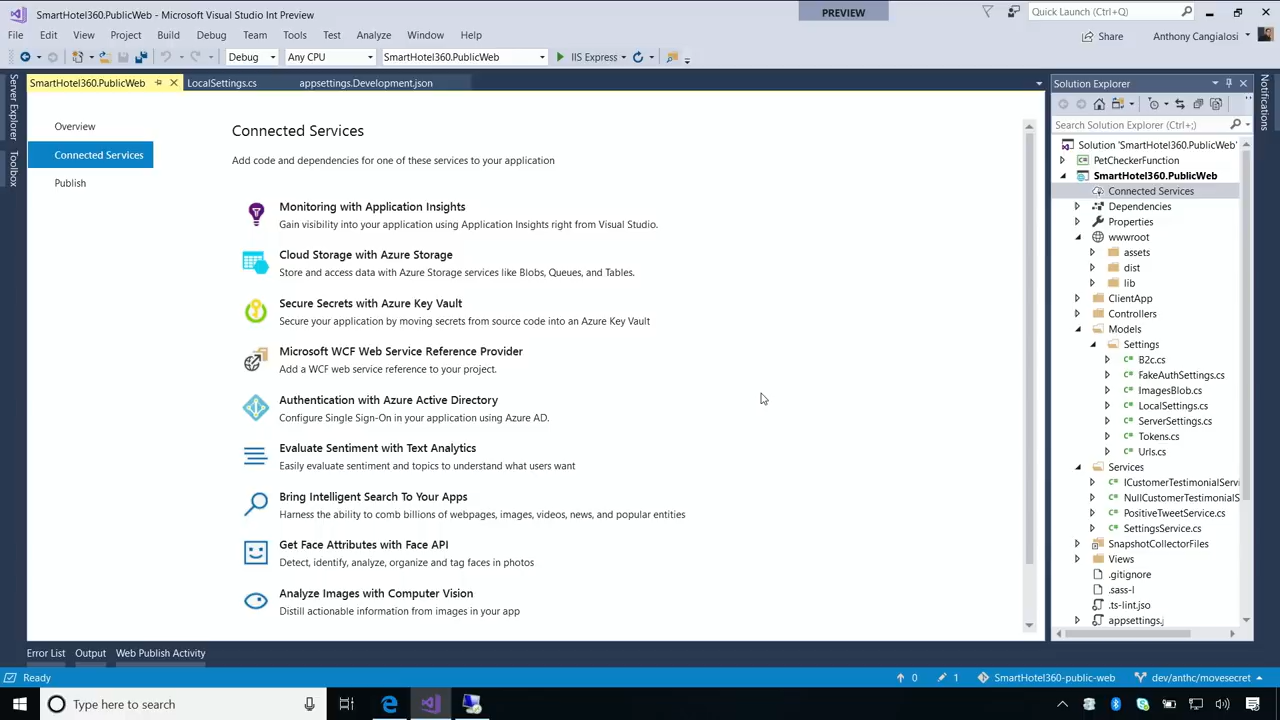 SmartHotel360.PublicWeb - Microsoft Visual Studio Int Preview
PREVIEW
Quick Launch (Ctrl+Q)
File Edit View Project Build Debug Team Tools Test Analyze Window Help
Share
Anthony Cangialosi
Debug
Any CPU
SmartHotel360.PublicWeb
IIS Express
Server Explorer
Toolbox
SmartHotel360.PublicWeb
LocalSettings.cs
appsettings.Development.json
Overview
Connected Services
Publish
Connected Services
Add code and dependencies for one of these services to your application
Monitoring with Application Insights
Gain visibility into your application using Application Insights right from Visual Studio.
Cloud Storage with Azure Storage
Store and access data with Azure Storage services like Blobs, Queues, and Tables.
Secure Secrets with Azure Key Vault
Secure your application by moving secrets from source code into an Azure Key Vault
Microsoft WCF Web Service Reference Provider
Add a WCF web service reference to your project.
Authentication with Azure Active Directory
Configure Single Sign-On in your application using Azure AD.
Evaluate Sentiment with Text Analytics
Easily evaluate sentiment and topics to understand what users want
Bring Intelligent Search To Your Apps
Harness the ability to comb billions of webpages, images, videos, news, and popular entities
Get Face Attributes with Face API
Detect, identify, analyze, organize and tag faces in photos
Analyze Images with Computer Vision
Distill actionable information from images in your app
Solution Explorer
Search Solution Explorer (Ctrl+;)
Solution 'SmartHotel360.PublicWeb'
PetCheckerFunction
SmartHotel360.PublicWeb
Connected Services
Dependencies
Properties
wwwroot
assets
dist
lib
ClientApp
Controllers
Models
Settings
B2c.cs
FakeAuthSettings.cs
ImagesBlob.cs
LocalSettings.cs
ServerSettings.cs
Tokens.cs
Urls.cs
Services
ICustomerTestimonialServi
NullCustomerTestimonialS
PositiveTweetService.cs
SettingsService.cs
SnapshotCollectorFiles
Views
.gitignore
.sass-l
.ts-lint.jso
appsettings.j
Notifications
Error List
Output
Web Publish Activity
Ready
0
1
SmartHotel360-public-web
dev/anthc/movesecret
Type here to search